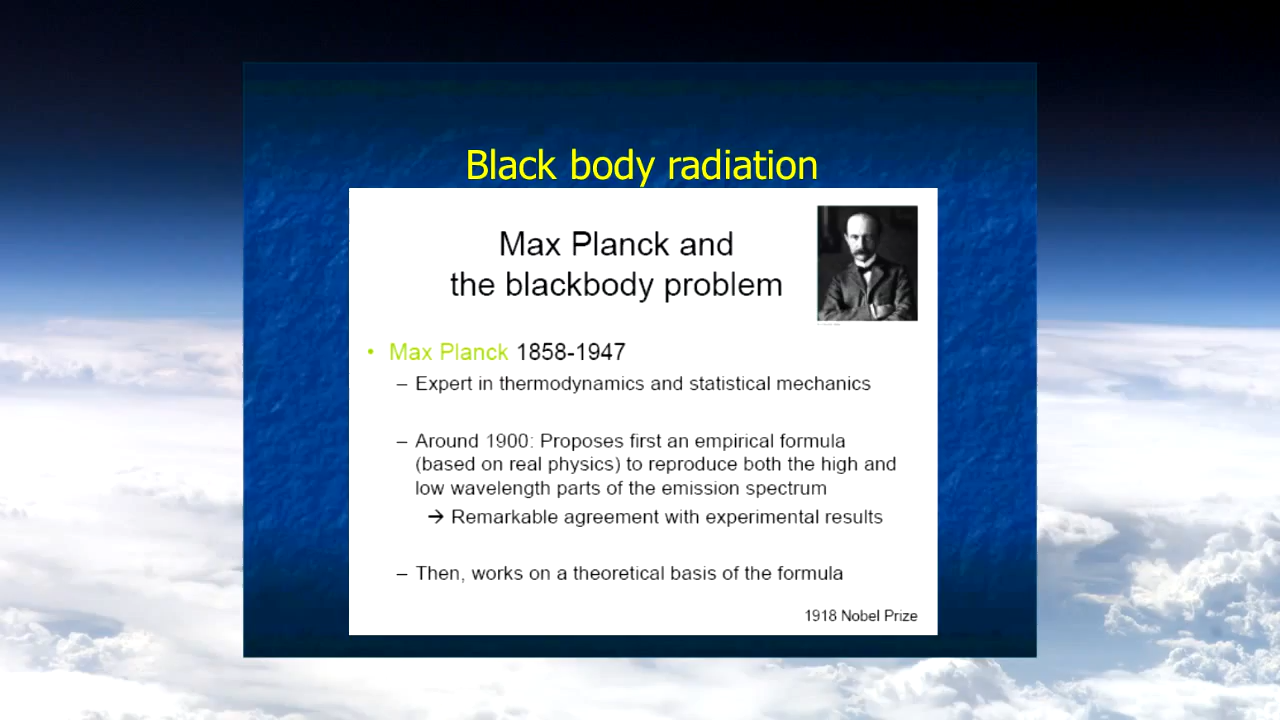 Black body radiation
Max Planck and
the blackbody problem
• Max Planck 1858-1947
– Expert in thermodynamics and statistical mechanics
– Around 1900: Proposes first an empirical formula
(based on real physics) to reproduce both the high and
low wavelength parts of the emission spectrum
→ Remarkable agreement with experimental results
– Then, works on a theoretical basis of the formula
1918 Nobel Prize